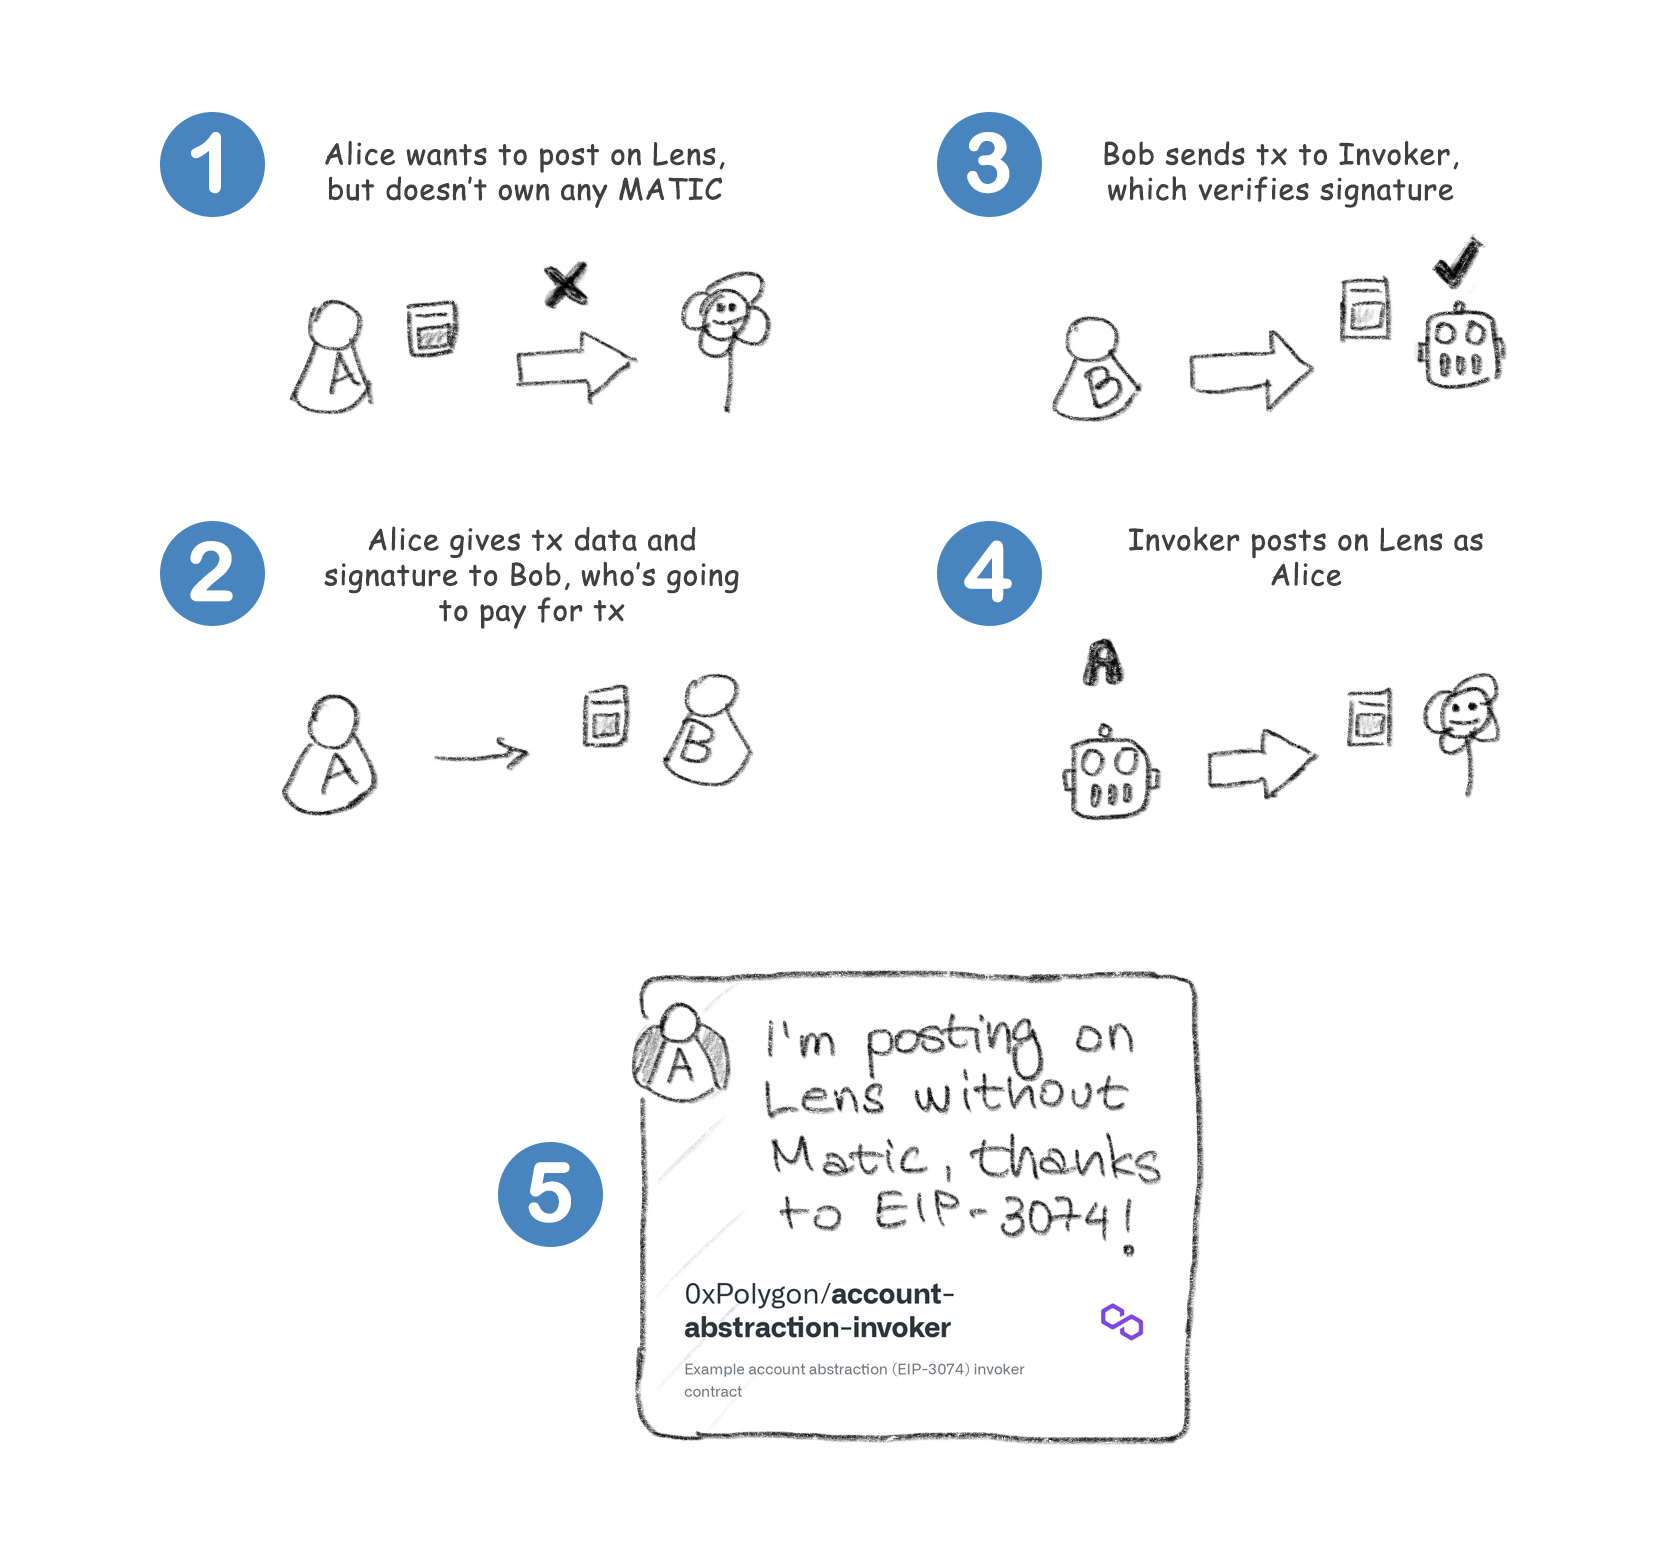 1
Alice wants to post on Lens,
but doesn't own any MATIC
A
2
Alice gives tx data and
signature to Bob, who's going
to pay for tx
A
B
3
Bob sends tx to Invoker,
which verifies signature
B
4
Invoker posts on Lens as
Alice
A
5
A
I'm posting on
Lens without
Matic, thanks
to EIP-3074!
0xPolygon/account-
abstraction-invoker
Example account abstraction (EIP-3074) invoker
contract